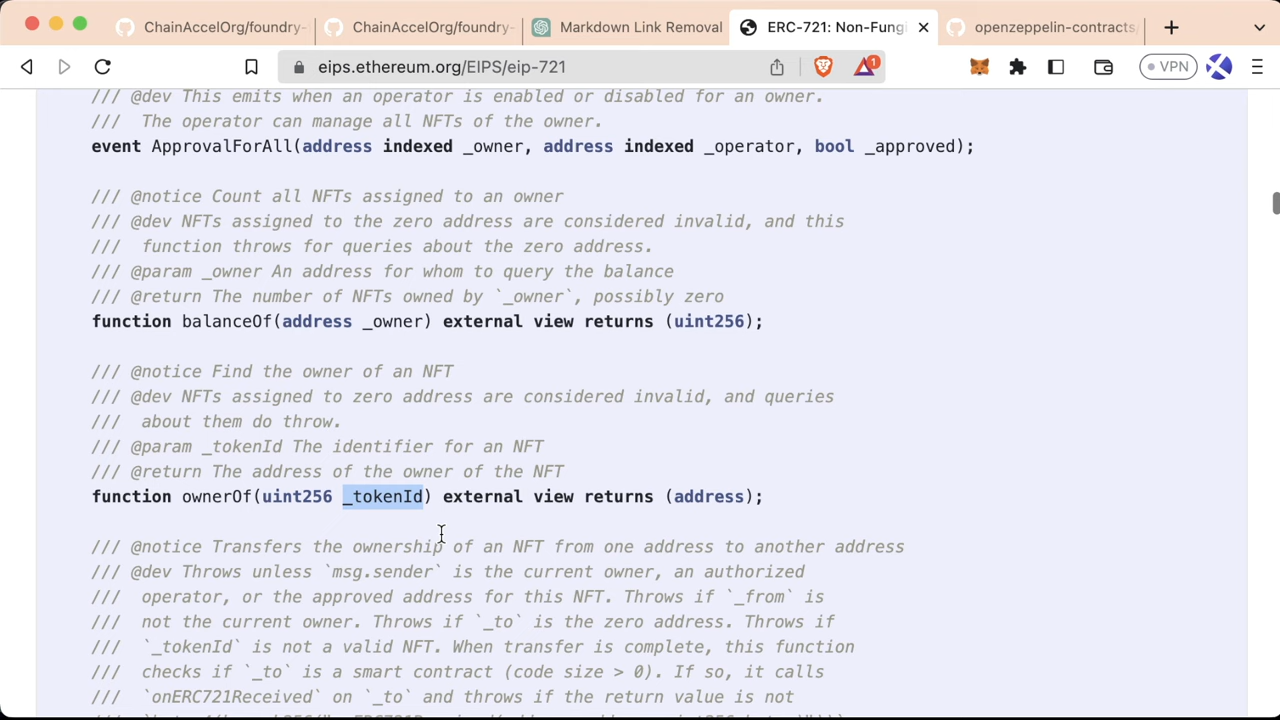 ChainAccelOrg/foundry-
ChainAccelOrg/foundry-
Markdown Link Removal
ERC-721: Non-Fungi
openzeppelin-contracts
eips.ethereum.org/EIPS/eip-721
1
VPN
/// @dev This emits when an operator is enabled or disabled for an owner.
///  The operator can manage all NFTs of the owner.
event ApprovalForAll(address indexed _owner, address indexed _operator, bool _approved);
/// @notice Count all NFTs assigned to an owner
/// @dev NFTs assigned to the zero address are considered invalid, and this
///  function throws for queries about the zero address.
/// @param _owner An address for whom to query the balance
/// @return The number of NFTs owned by `_owner`, possibly zero
function balanceOf(address _owner) external view returns (uint256);
/// @notice Find the owner of an NFT
/// @dev NFTs assigned to zero address are considered invalid, and queries
///  about them do throw.
/// @param _tokenId The identifier for an NFT
/// @return The address of the owner of the NFT
function ownerOf(uint256 _tokenId) external view returns (address);
/// @notice Transfers the ownership of an NFT from one address to another address
/// @dev Throws unless `msg.sender` is the current owner, an authorized
///  operator, or the approved address for this NFT. Throws if `_from` is
///  not the current owner. Throws if `_to` is the zero address. Throws if
///  `_tokenId` is not a valid NFT. When transfer is complete, this function
///  checks if `_to` is a smart contract (code size > 0). If so, it calls
///  `onERC721Received` on `_to` and throws if the return value is not